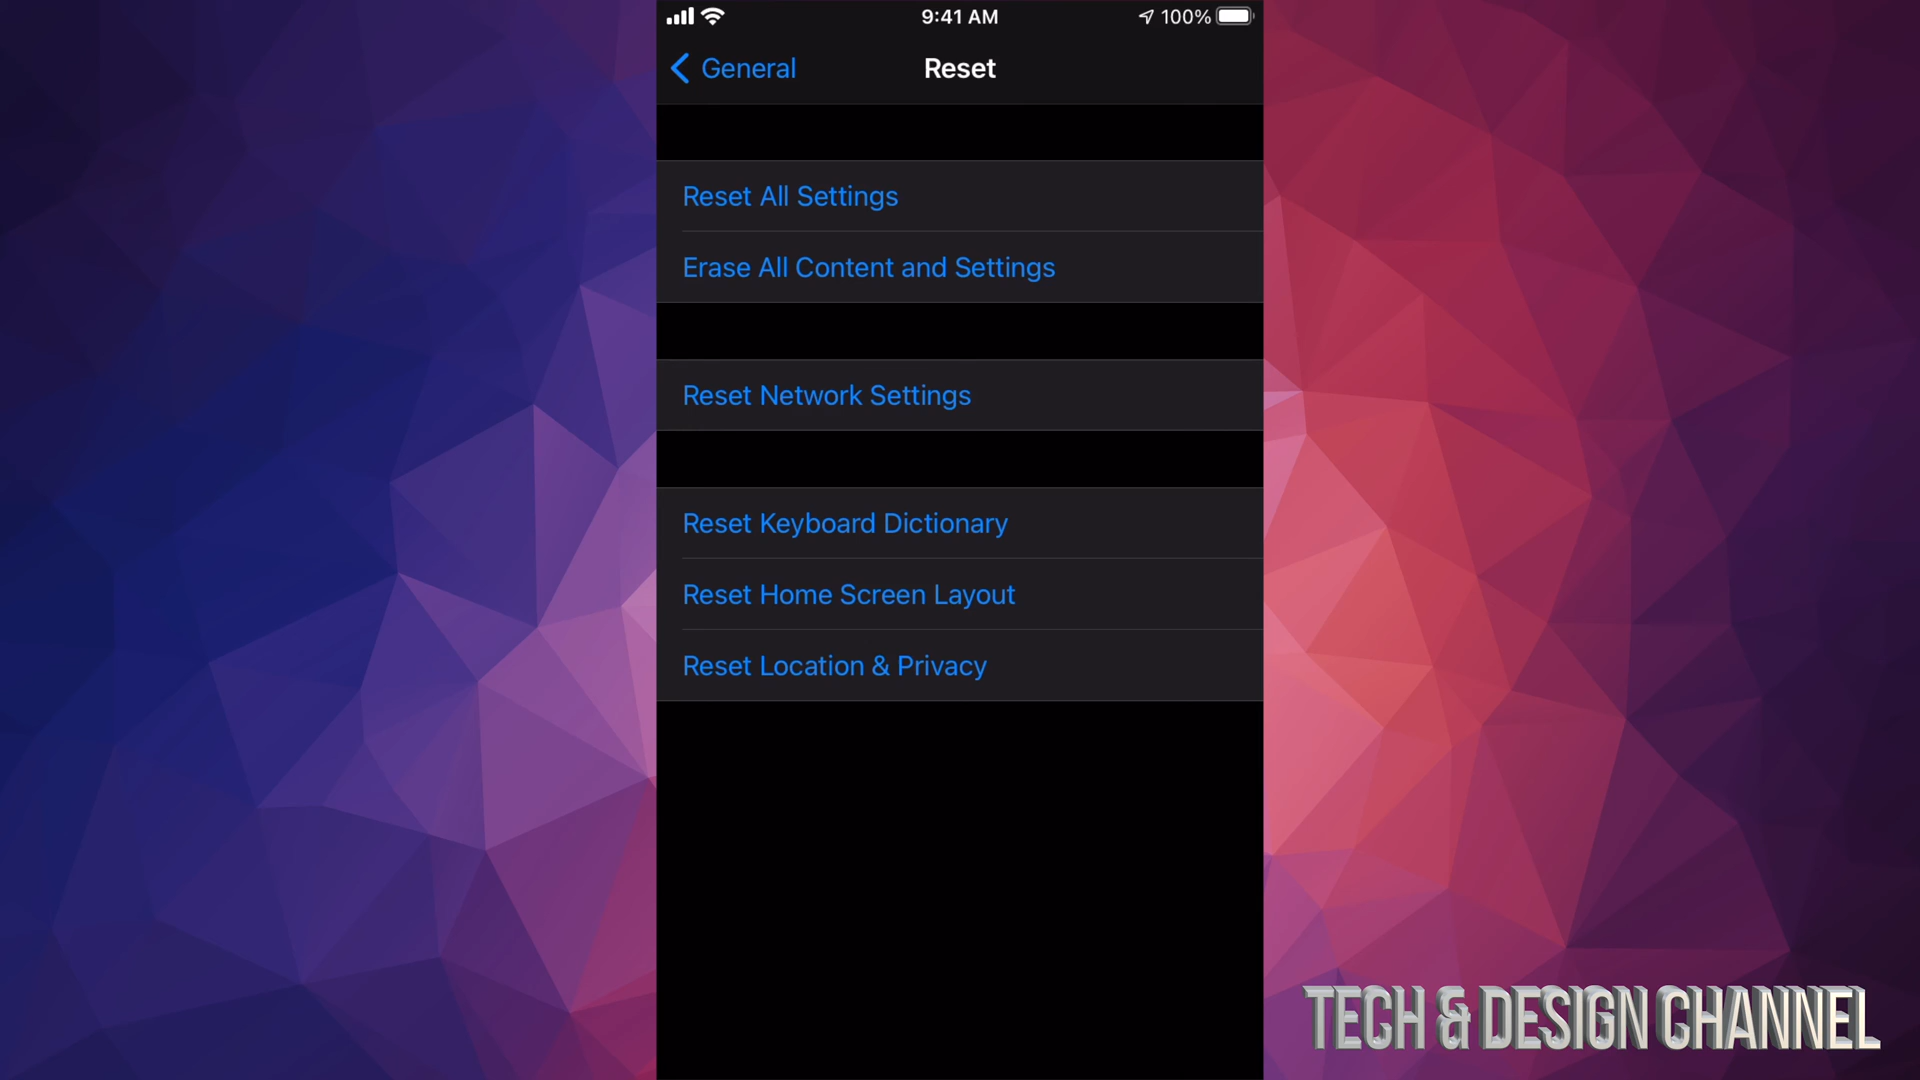 9:41 AM
100%
General
Reset
Reset All Settings
Erase All Content and Settings
Reset Network Settings
Reset Keyboard Dictionary
Reset Home Screen Layout
Reset Location & Privacy
TECH & DESIGN CHANNEL